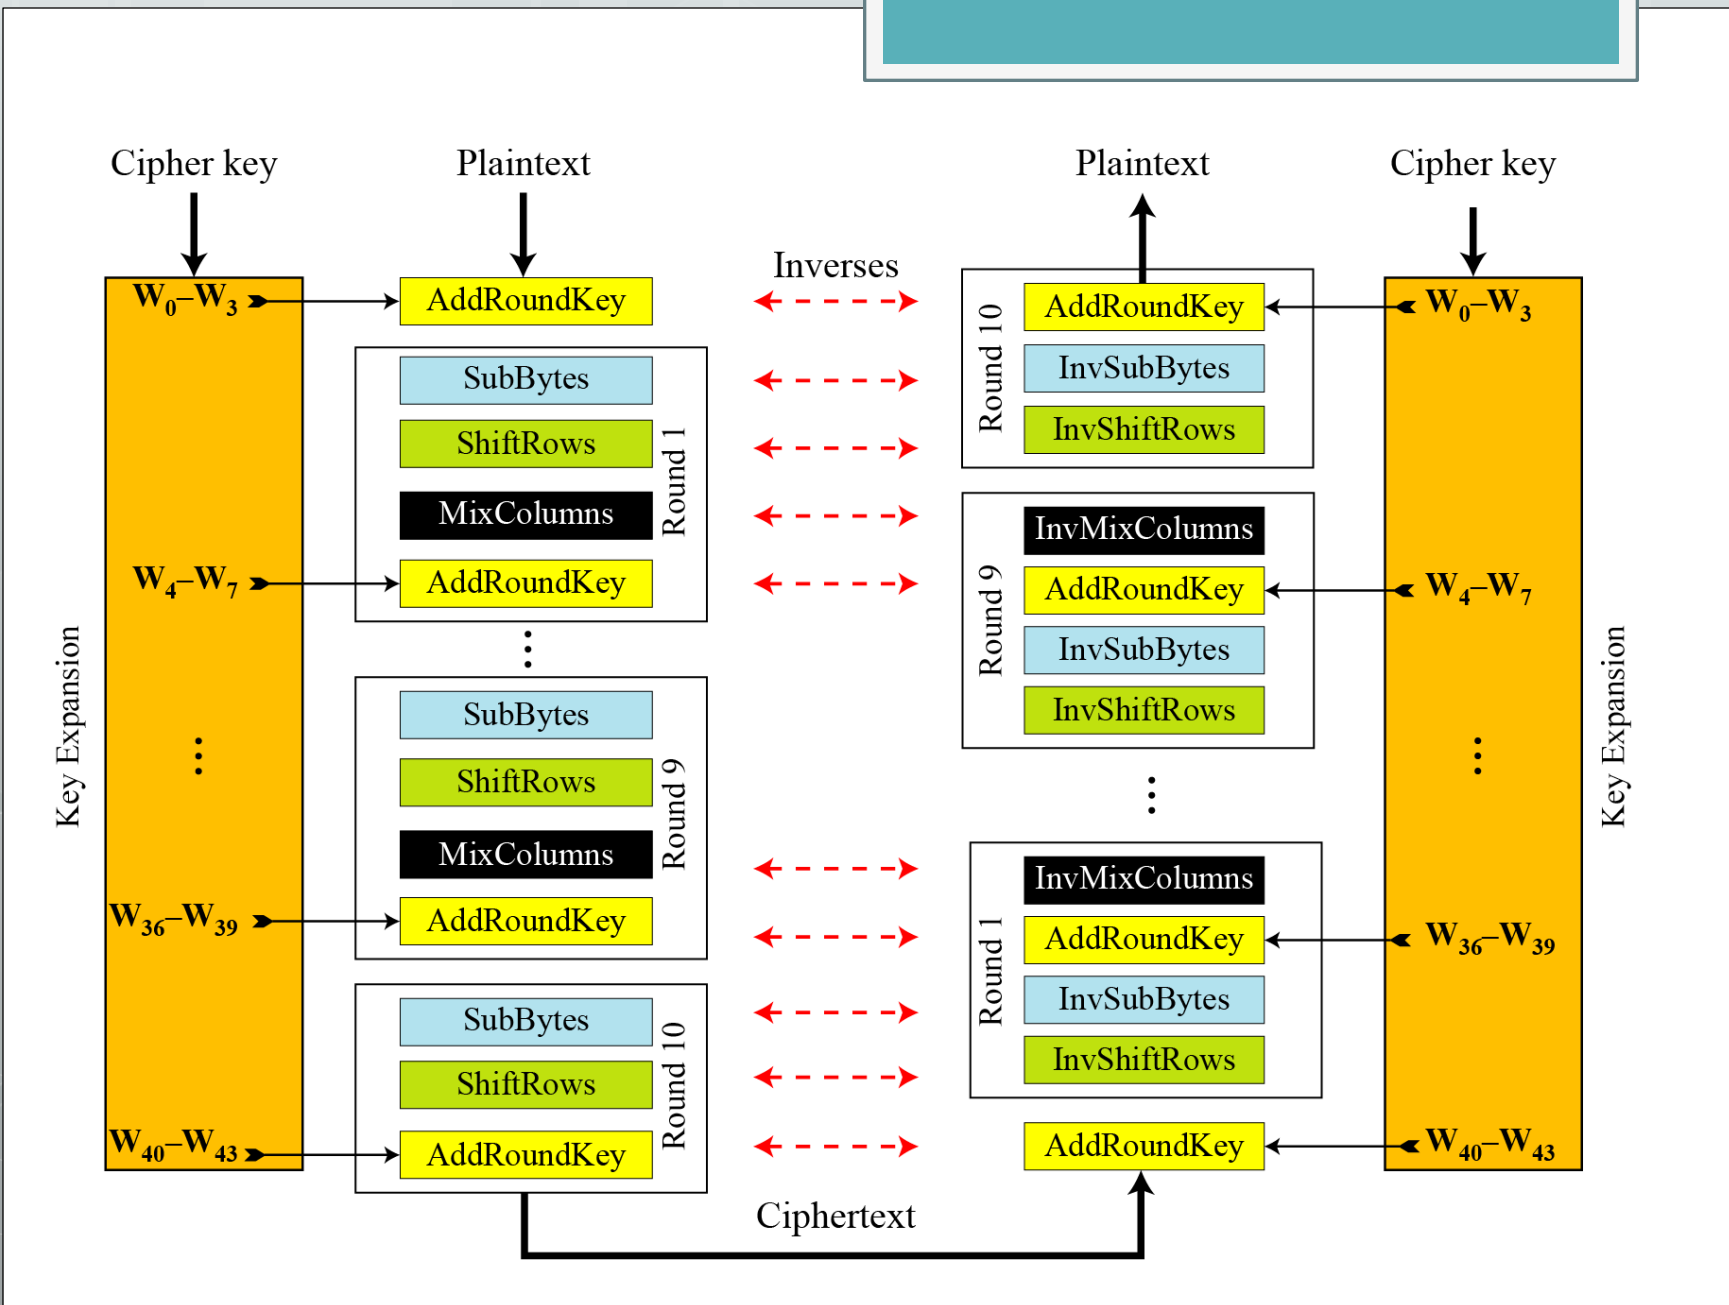 Cipher key
Plaintext
Plaintext
Cipher key
Inverses
W0–W3
AddRoundKey
SubBytes
ShiftRows
MixColumns
Round 1
W4–W7
AddRoundKey
Key Expansion
SubBytes
ShiftRows
MixColumns
Round 9
W36–W39
AddRoundKey
SubBytes
ShiftRows
Round 10
W40–W43
AddRoundKey
Ciphertext
AddRoundKey
W0–W3
Round 10
InvSubBytes
InvShiftRows
InvMixColumns
Round 9
AddRoundKey
W4–W7
InvSubBytes
InvShiftRows
Key Expansion
InvMixColumns
Round 1
AddRoundKey
W36–W39
InvSubBytes
InvShiftRows
AddRoundKey
W40–W43